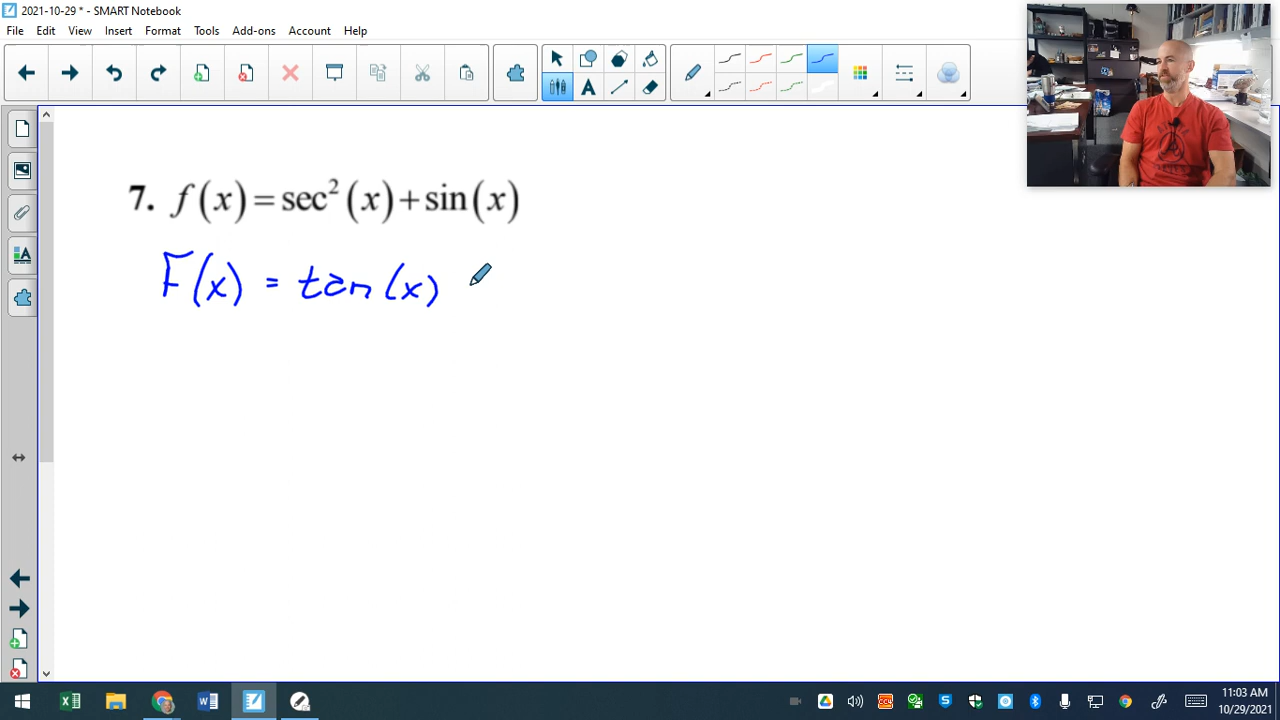 2021-10-29 * - SMART Notebook
File Edit View Insert Format Tools Add-ons Account Help
7. f(x) = sec²(x) + sin(x)
F(x) = tan(x)
11:03 AM
10/29/2021